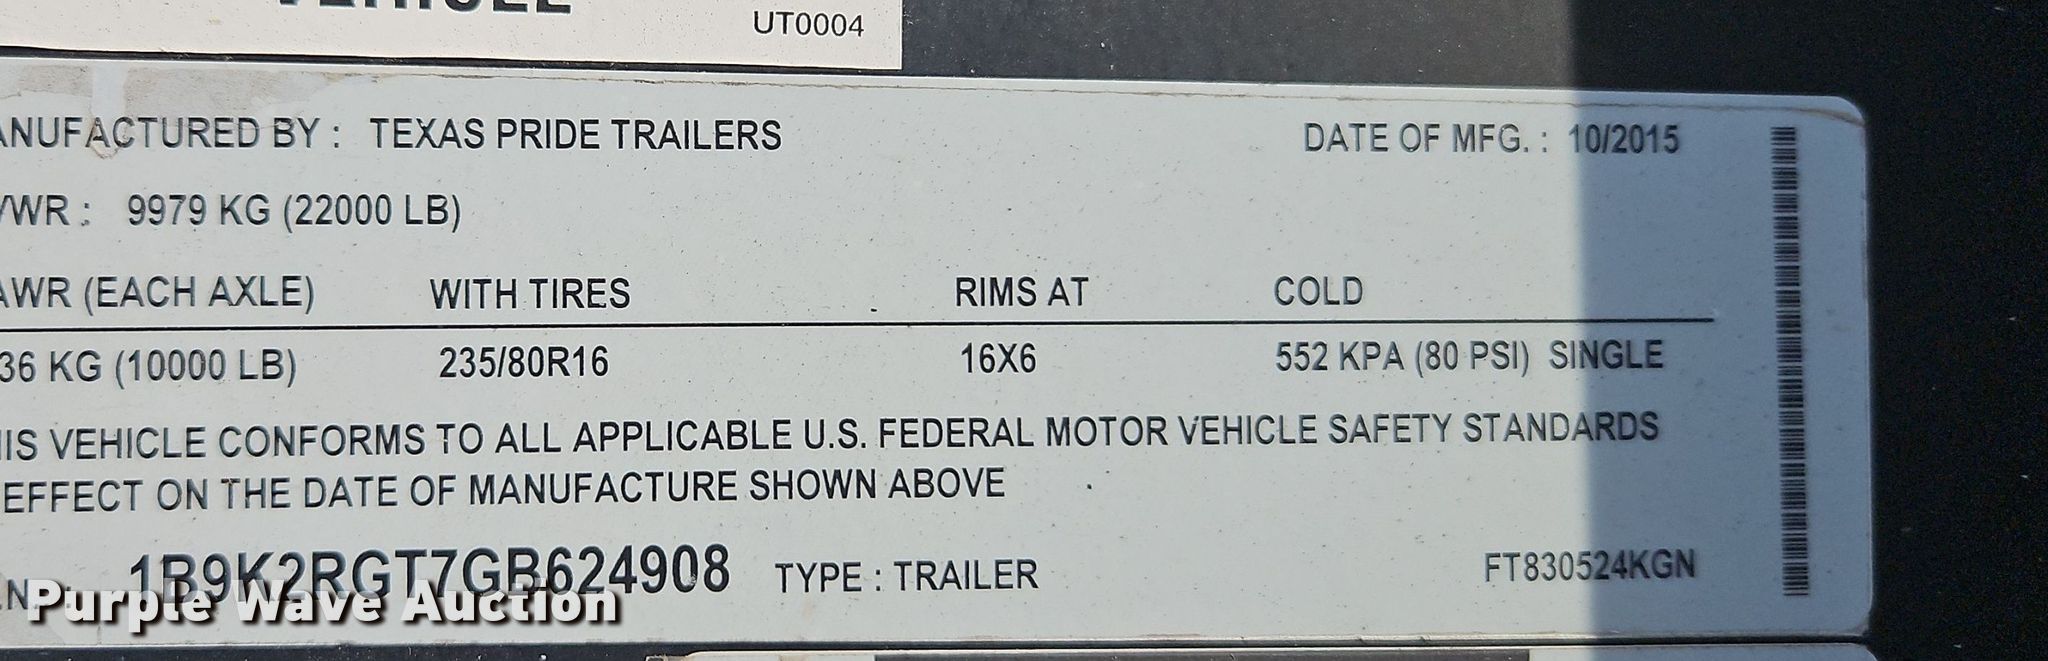 UT0004
ANUFACTURED BY : TEXAS PRIDE TRAILERS DATE OF MFG. : 10/2015
VWR : 9979 KG (22000 LB)
AWR (EACH AXLE) WITH TIRES RIMS AT COLD
36 KG (10000 LB) 235/80R16 16X6 552 KPA (80 PSI) SINGLE
HIS VEHICLE CONFORMS TO ALL APPLICABLE U.S. FEDERAL MOTOR VEHICLE SAFETY STANDARDS
EFFECT ON THE DATE OF MANUFACTURE SHOWN ABOVE
.N. : 1B9K2RGT7GB624908 TYPE : TRAILER FT830524KGN
Purple Wave Auction